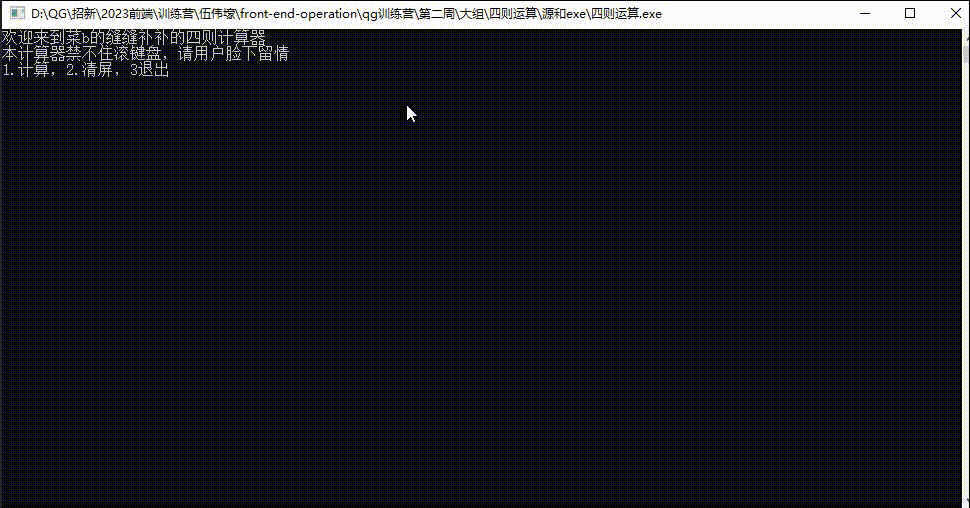 D:\QG\招新\2023前端\训练营\伍伟塚\front-end-operation\qg训练营\第二周\大组\四则运算\源和exe\四则运算.exe
欢迎来到菜b的缝缝补补的四则计算器
本计算器禁不住滚键盘，请用户脸下留情
1.计算，2.清屏，3退出